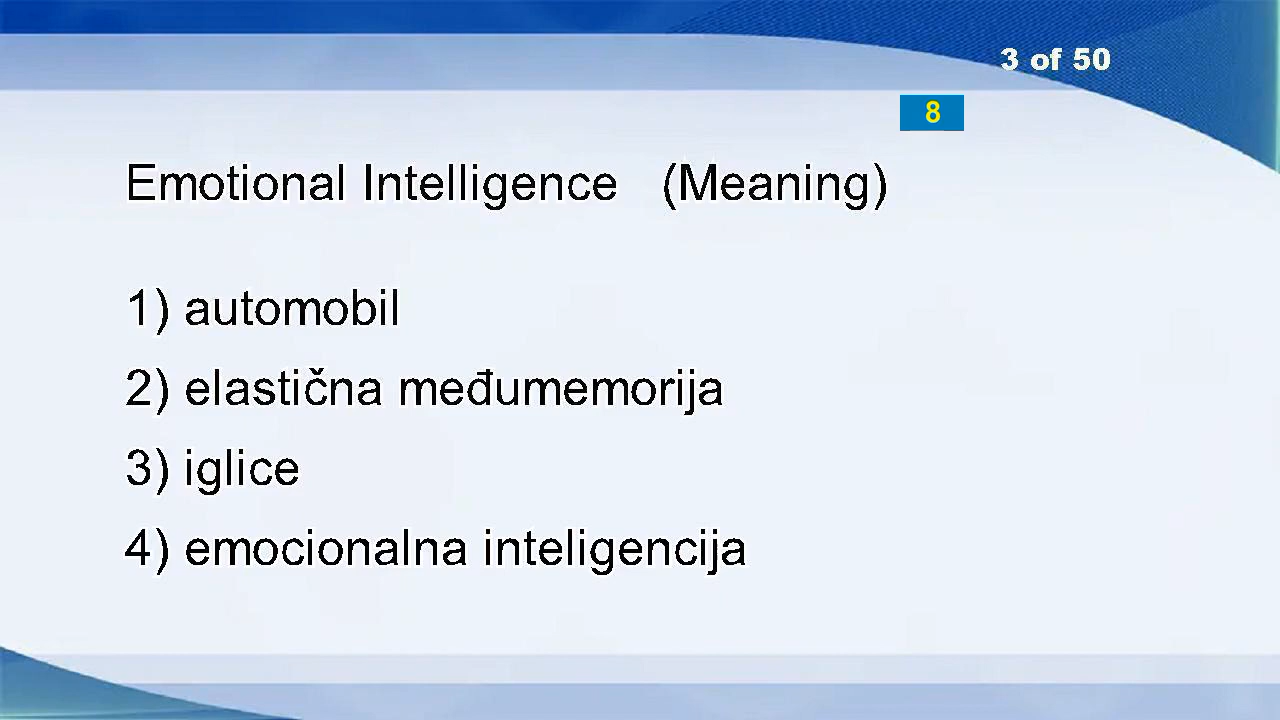 3 of 50
8
Emotional Intelligence (Meaning)
1) automobil
2) elastična međumemorija
3) iglice
4) emocionalna inteligencija